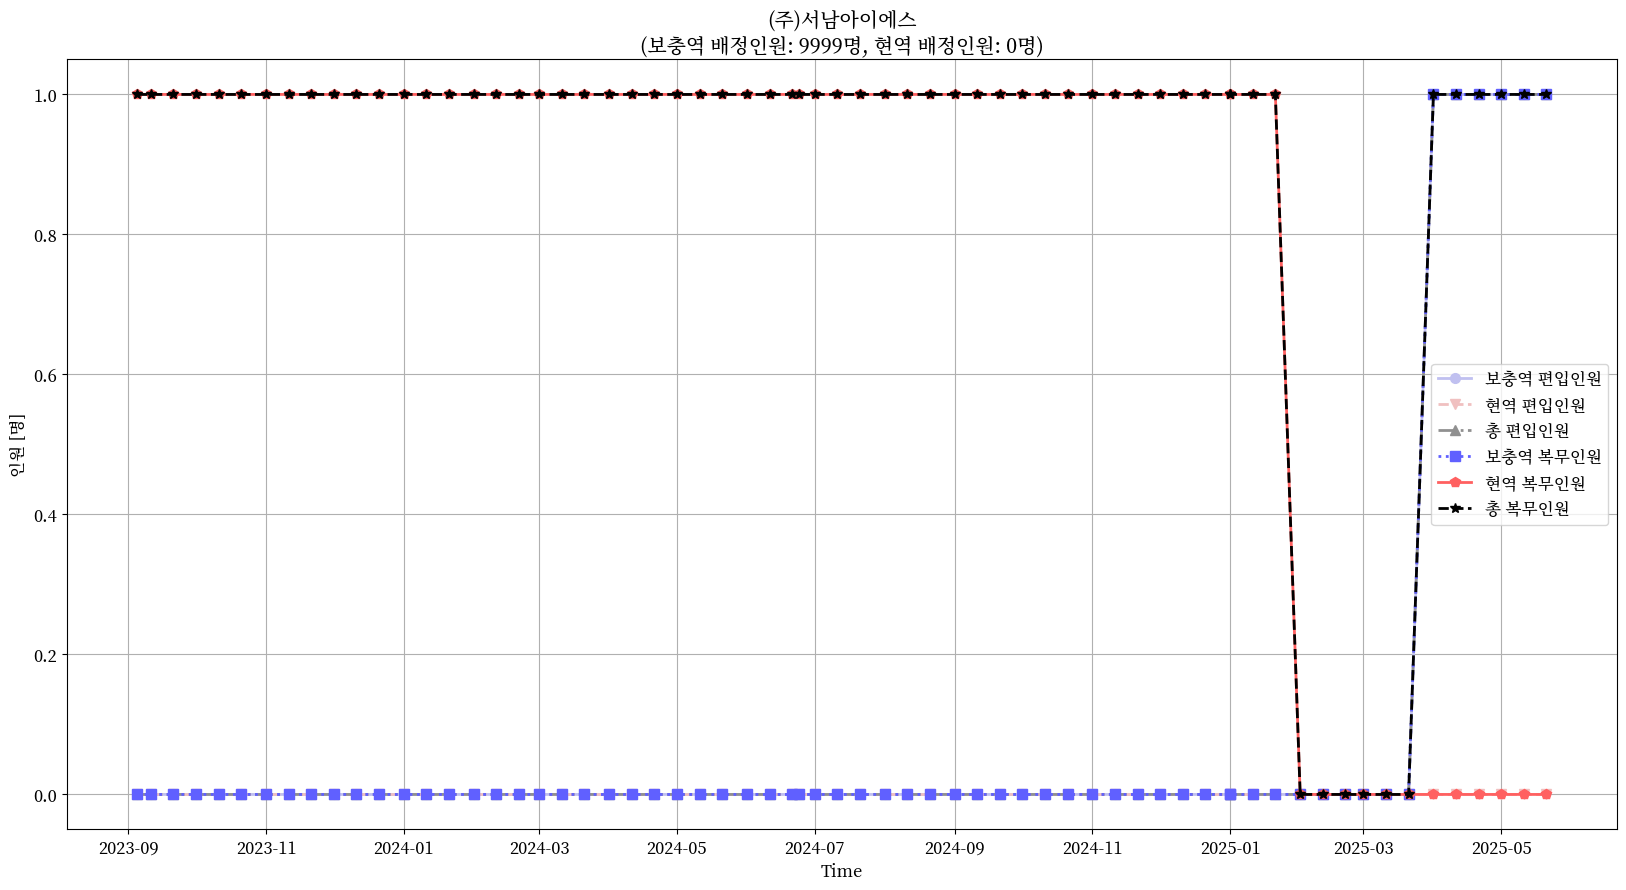 (주)서남아이에스
(보충역 배정인원: 9999명, 현역 배정인원: 0명)
1.0
0.8
0.6
0.4
0.2
0.0
인원 [명]
보충역 편입인원
현역 편입인원
총 편입인원
보충역 복무인원
현역 복무인원
총 복무인원
2023-09
2023-11
2024-01
2024-03
2024-05
2024-07
2024-09
2024-11
2025-01
2025-03
2025-05
Time